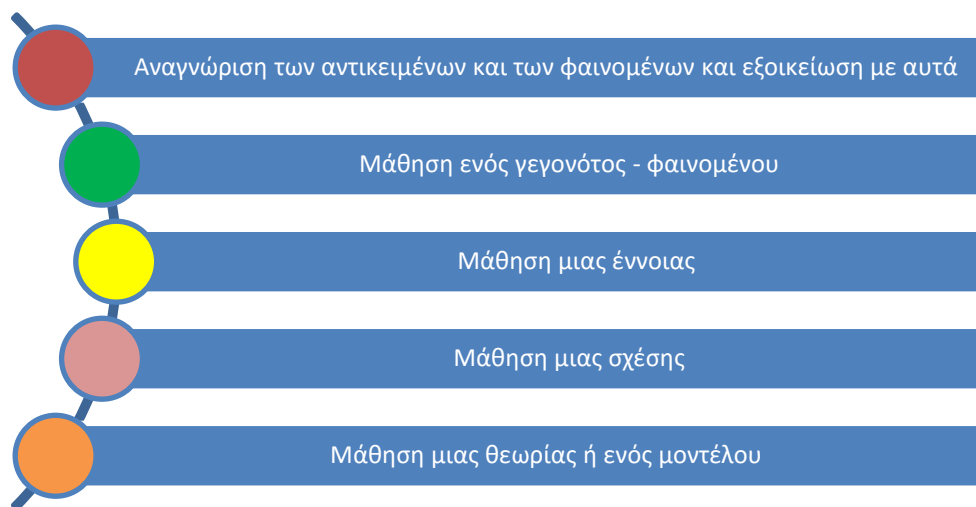 Αναγνώριση των αντικειμένων και των φαινομένων και εξοικείωση με αυτά
Μάθηση ενός γεγονότος - φαινομένου
Μάθηση μιας έννοιας
Μάθηση μιας σχέσης
Μάθηση μιας θεωρίας ή ενός μοντέλου